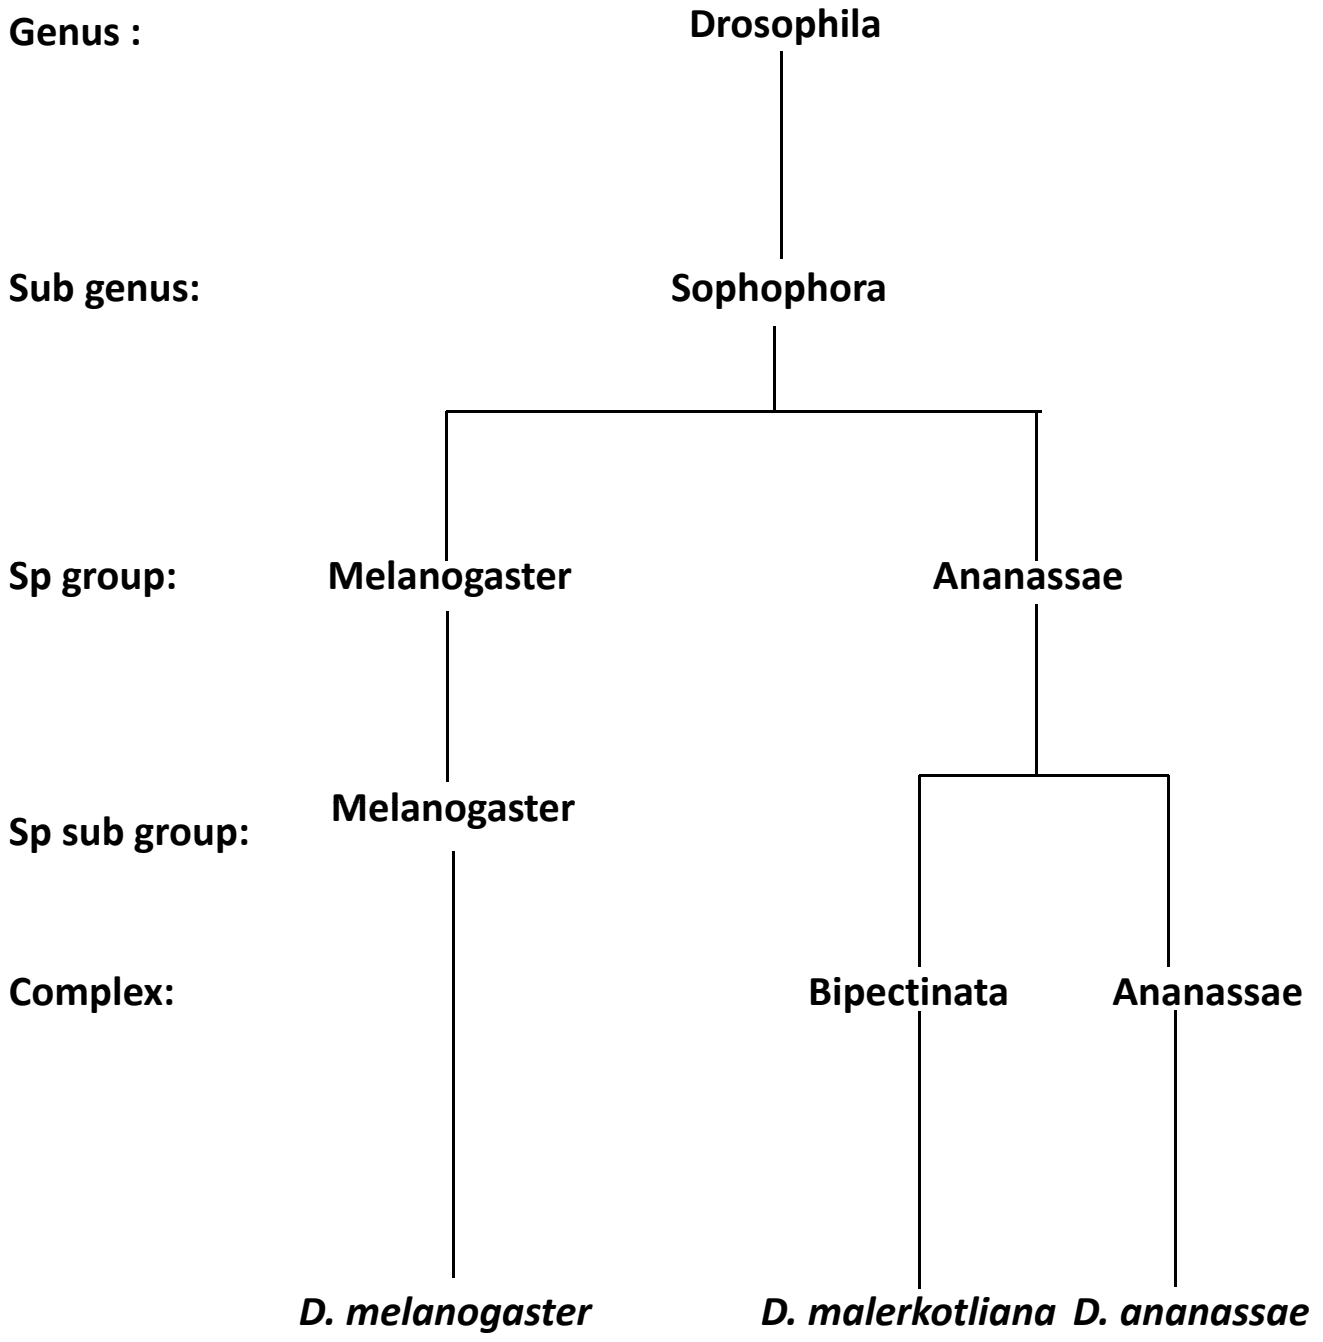 Genus : Drosophila
Sub genus: Sophophora
Sp group: Melanogaster Ananassae
Melanogaster
Sp sub group:
Complex: Bipectinata Ananassae
D. melanogaster D. malerkotliana D. ananassae